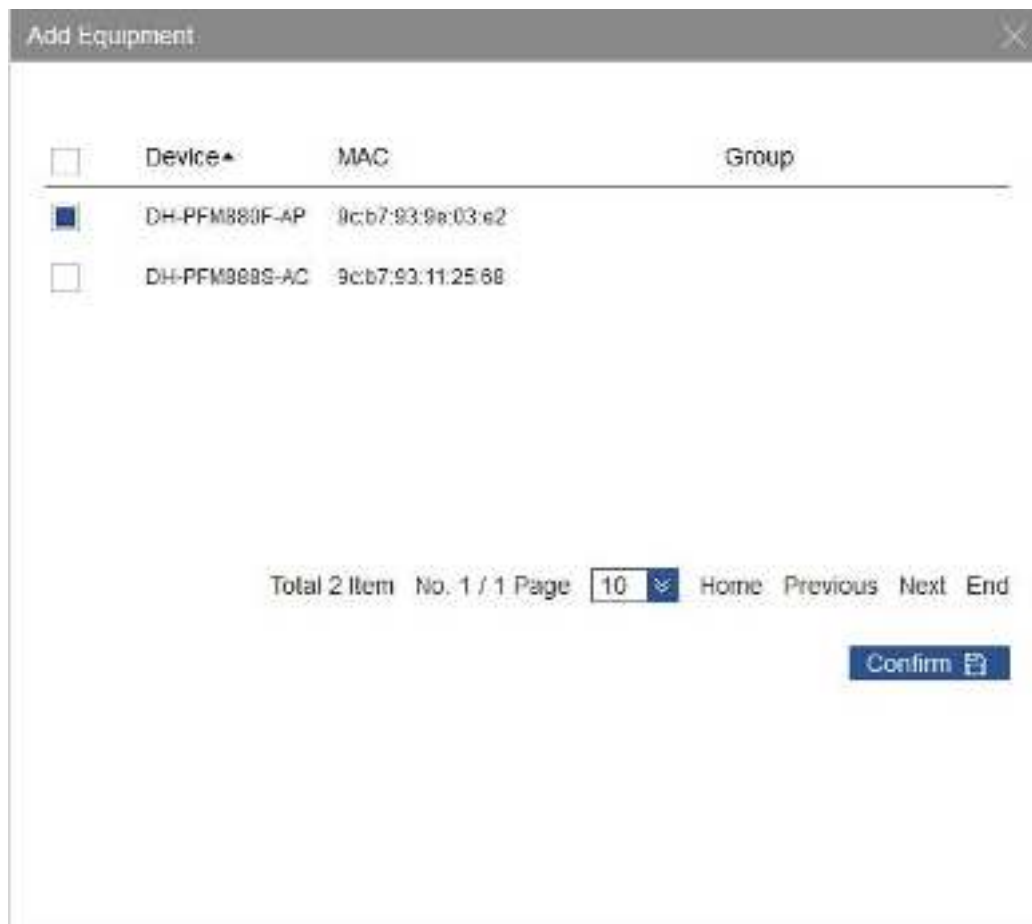 Add Equipment
Device MAC Group
DH-PFM880F-AP 9c:b7:93:9e:03:e2
DH-PFM888S-AC 9c:b7:93:11:25:68
Total 2 Item No. 1 / 1 Page 10 Home Previous Next End
Confirm